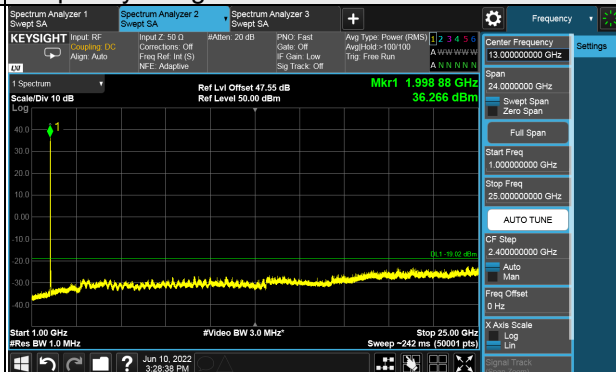 Spectrum Analyzer 1
Swept SA
Spectrum Analyzer 2
Swept SA
Spectrum Analyzer 3
Swept SA
+
Frequency
KEYSIGHT
Input: RF
Coupling: DC
Align: Auto
Input Z: 50 Ω
Corrections: Off
Freq Ref: Int (S)
NFE: Adaptive
#Atten: 20 dB
PNO: Fast
Gate: Off
IF Gain: Low
Sig Track: Off
Avg Type: Power (RMS)
Avg|Hold:>100/100
Trig: Free Run
1 2 3 4 5 6
A W W W W W
A N N N N N
LXI
1 Spectrum
Scale/Div 10 dB
Log
Ref Lvl Offset 47.55 dB
Ref Level 50.00 dBm
Mkr1 1.998 88 GHz
36.266 dBm
1
40.0
30.0
20.0
10.0
0.00
-10.0
-20.0
-30.0
-40.0
DL1 -19.02 dBm
Start 1.00 GHz
#Res BW 1.0 MHz
#Video BW 3.0 MHz*
Stop 25.00 GHz
Sweep ~242 ms (50001 pts)
Jun 10, 2022
3:28:38 PM
Center Frequency
13.000000000 GHz
Settings
Span
24.0000000 GHz
Swept Span
Zero Span
Full Span
Start Freq
1.000000000 GHz
Stop Freq
25.000000000 GHz
AUTO TUNE
CF Step
2.400000000 GHz
Auto
Man
Freq Offset
0 Hz
X Axis Scale
Log
Lin
Signal Track